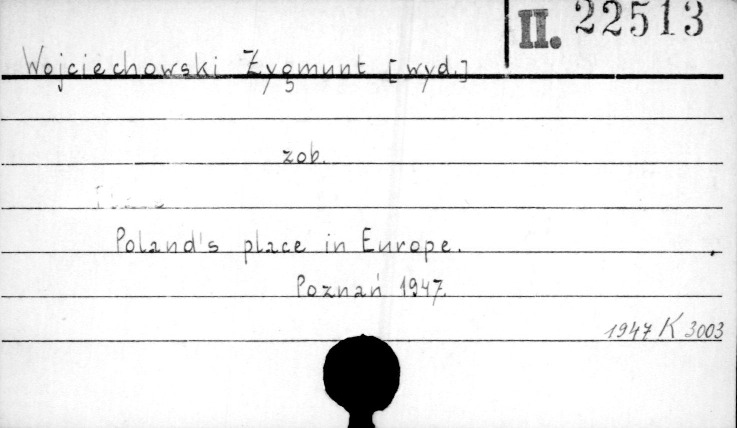 II. 22513
Wojciechowski Zygmunt [wyd.]
zob.
Poland's place in Europe.
Poznań 1947.
1947 K 3003